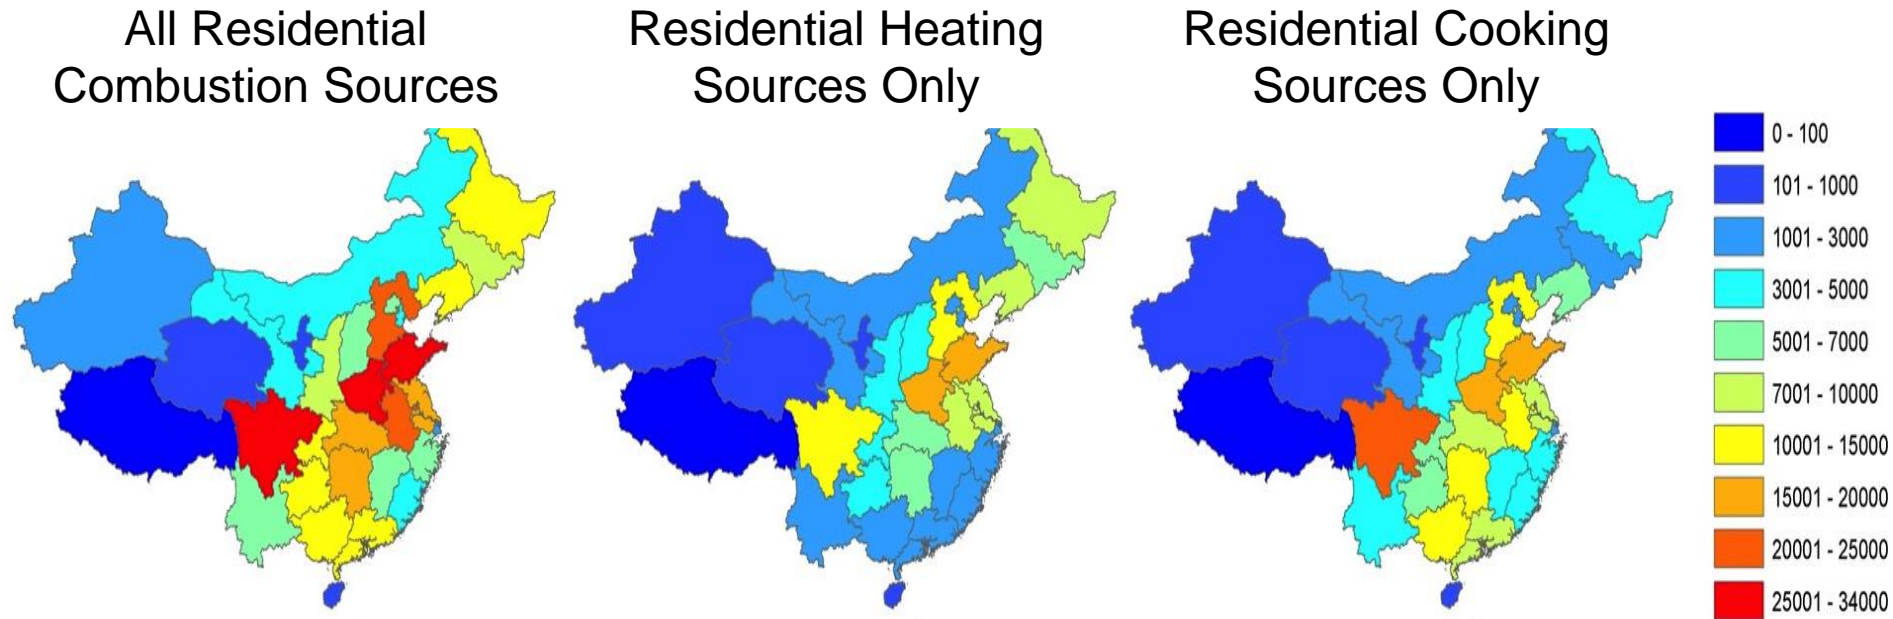 All Residential
Combustion Sources
Residential Heating
Sources Only
Residential Cooking
Sources Only
0 - 100
101 - 1000
1001 - 3000
3001 - 5000
5001 - 7000
7001 - 10000
10001 - 15000
15001 - 20000
20001 - 25000
25001 - 34000